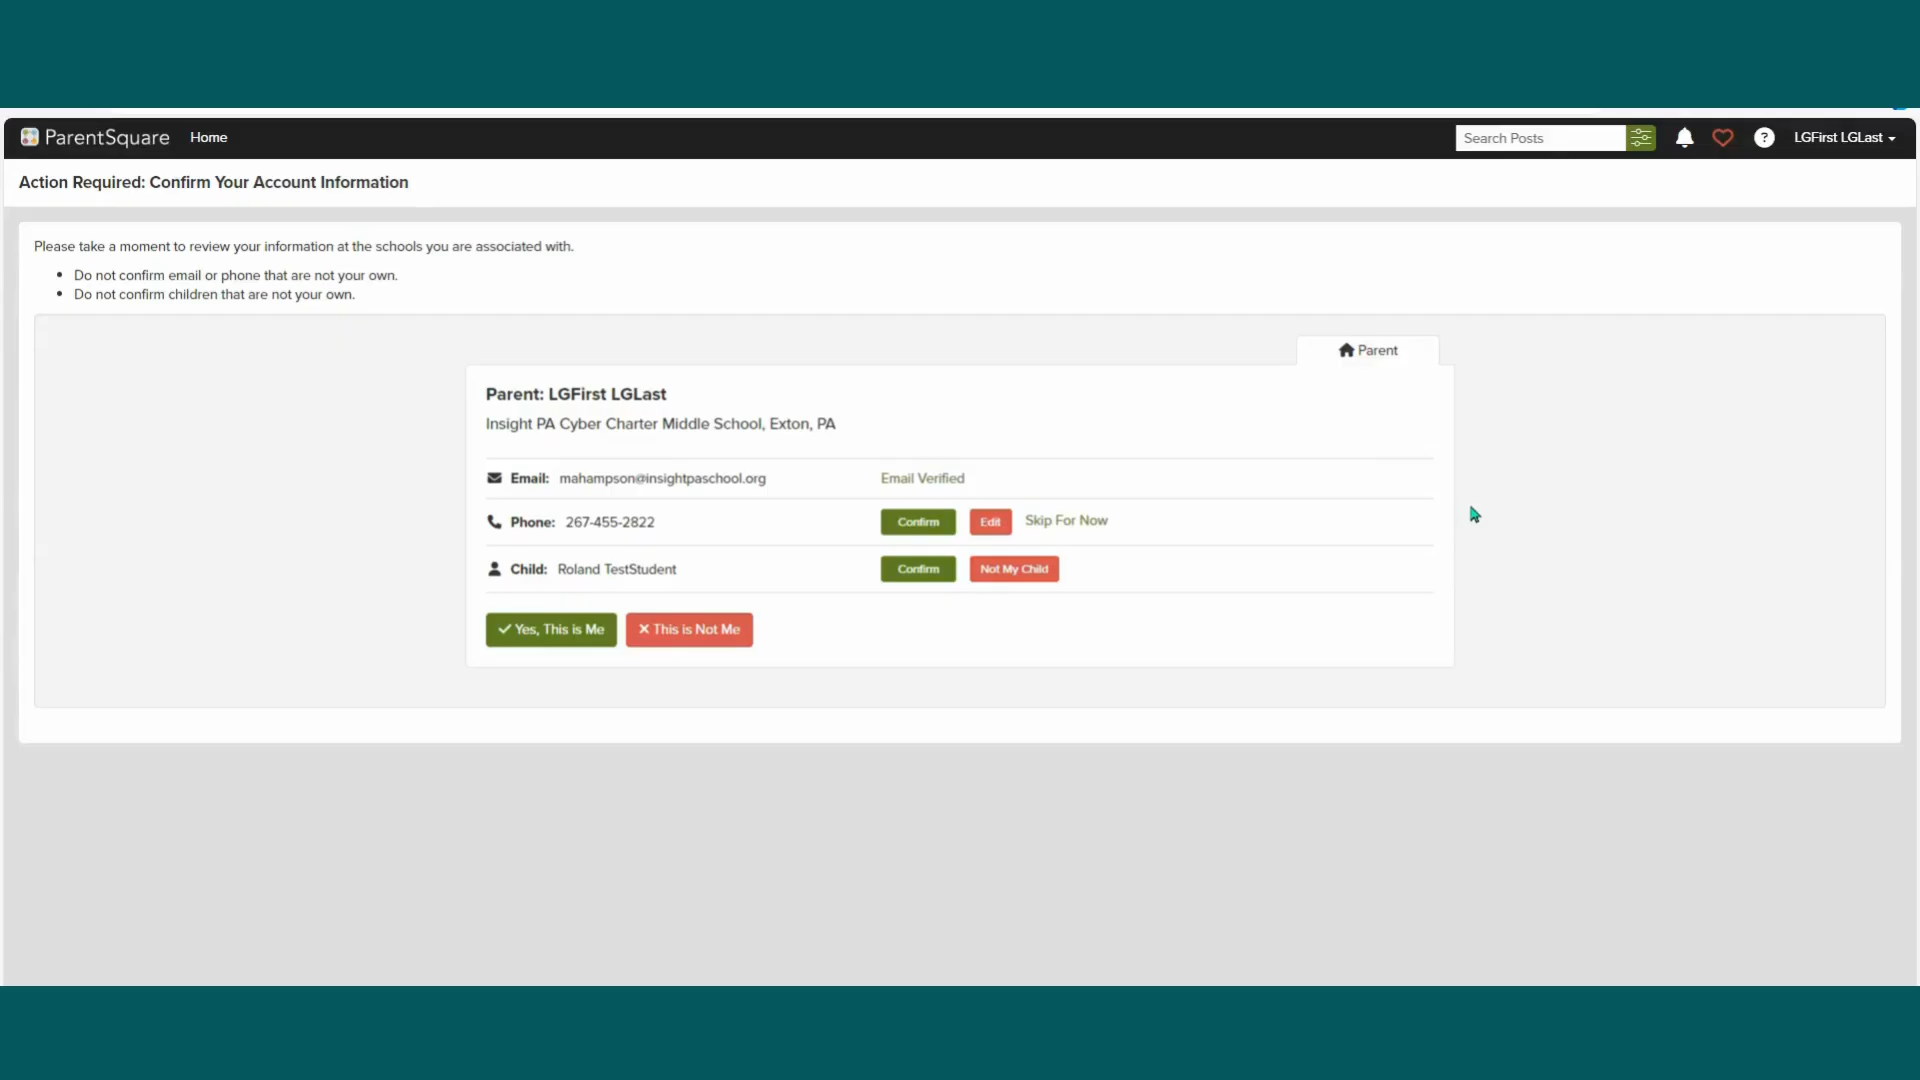 ParentSquare Home Search Posts ? LGFirst LGLast
Action Required: Confirm Your Account Information
Please take a moment to review your information at the schools you are associated with.
• Do not confirm email or phone that are not your own.
• Do not confirm children that are not your own.
Parent
Parent: LGFirst LGLast
Insight PA Cyber Charter Middle School, Exton, PA
Email: mahampson@insightpaschool.org Email Verified
Phone: 267-455-2822 Confirm Edit Skip For Now
Child: Roland TestStudent Confirm Not My Child
Yes, This is Me This is Not Me